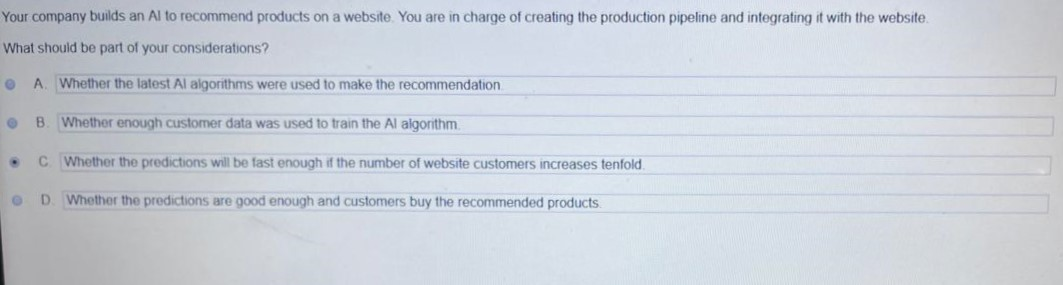 Your company builds an AI to recommend products on a website. You are in charge of creating the production pipeline and integrating it with the website.
What should be part of your considerations?
A. Whether the latest AI algorithms were used to make the recommendation.
B. Whether enough customer data was used to train the AI algorithm.
C. Whether the predictions will be fast enough if the number of website customers increases tenfold.
D. Whether the predictions are good enough and customers buy the recommended products.